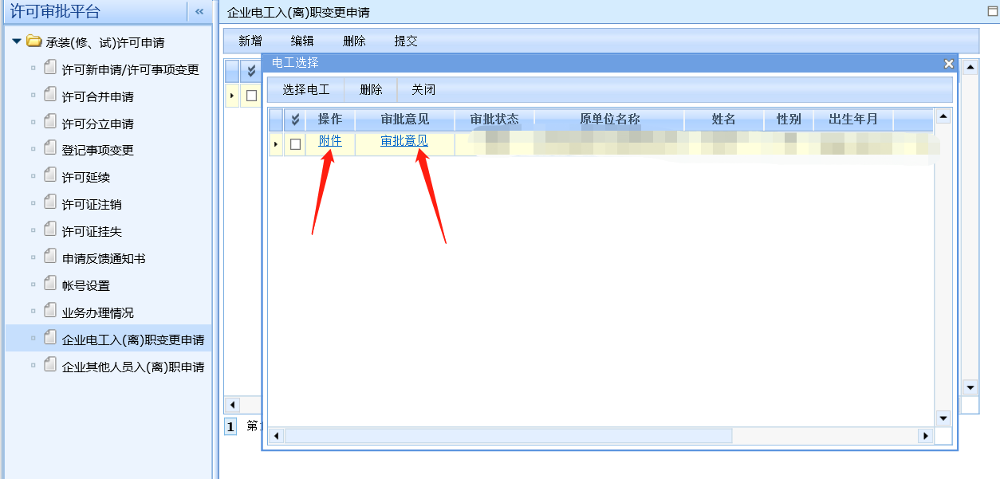 许可审批平台 «
承装(修、试)许可申请
许可新申请/许可事项变更
许可合并申请
许可分立申请
登记事项变更
许可延续
许可证注销
许可证挂失
申请反馈通知书
帐号设置
业务办理情况
企业电工入(离)职变更申请
企业其他人员入(离)职申请
企业电工入(离)职变更申请
新增 编辑 删除 提交
电工选择
选择电工 删除 关闭
操作 审批意见 审批状态 原单位名称 姓名 性别 出生年月
附件 审批意见
1 第